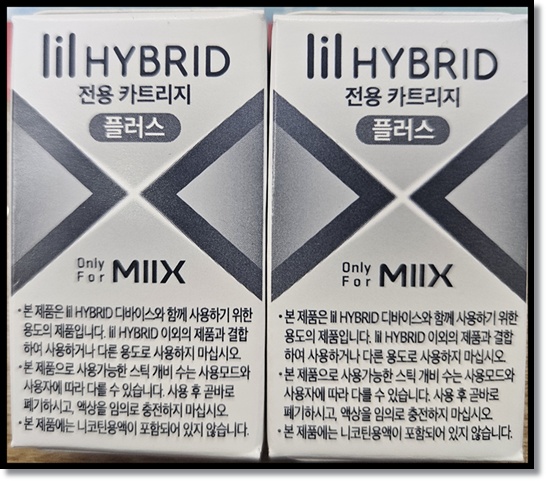 lil HYBRID
전용 카트리지
플러스
Only
For MIIX
• 본 제품은 lil HYBRID 디바이스와 함께 사용하기 위한
용도의 제품입니다. lil HYBRID 이외의 제품과 결합
하여 사용하거나 다른 용도로 사용하지 마십시오.
• 본 제품으로 사용가능한 스틱 개비 수는 사용모드와
사용자에 따라 다를 수 있습니다. 사용 후 곧바로
폐기하시고, 액상을 임의로 충전하지 마십시오.
• 본 제품에는 니코틴용액이 포함되어 있지 않습니다.
lil HYBRID
전용 카트리지
플러스
Only
For MIIX
• 본 제품은 lil HYBRID 디바이스와 함께 사용하기 위한
용도의 제품입니다. lil HYBRID 이외의 제품과 결합
하여 사용하거나 다른 용도로 사용하지 마십시오.
• 본 제품으로 사용가능한 스틱 개비 수는 사용모드와
사용자에 따라 다를 수 있습니다. 사용 후 곧바로
폐기하시고, 액상을 임의로 충전하지 마십시오.
• 본 제품에는 니코틴용액이 포함되어 있지 않습니다.